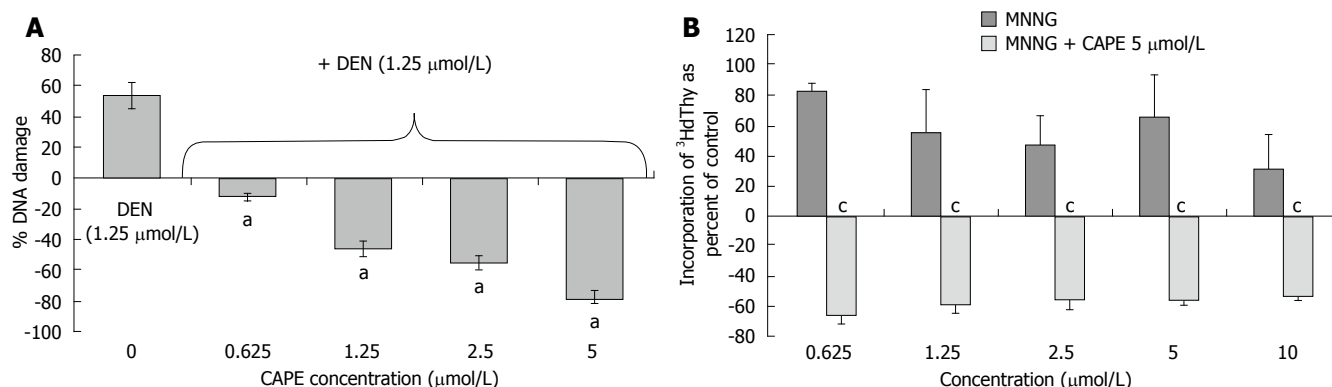 A
% DNA damage
80
60
40
20
0
-20
-40
-60
-80
-100
+ DEN (1.25 μmol/L)
DEN
(1.25 μmol/L)
a
a
a
a
0 0.625 1.25 2.5 5
CAPE concentration (μmol/L)
B
MNNG
MNNG + CAPE 5 μmol/L
Incorporation of ³HdThy as
percent of control
120
100
80
60
40
20
0
-20
-40
-60
-80
c c c c c
0.625 1.25 2.5 5 10
Concentration (μmol/L)